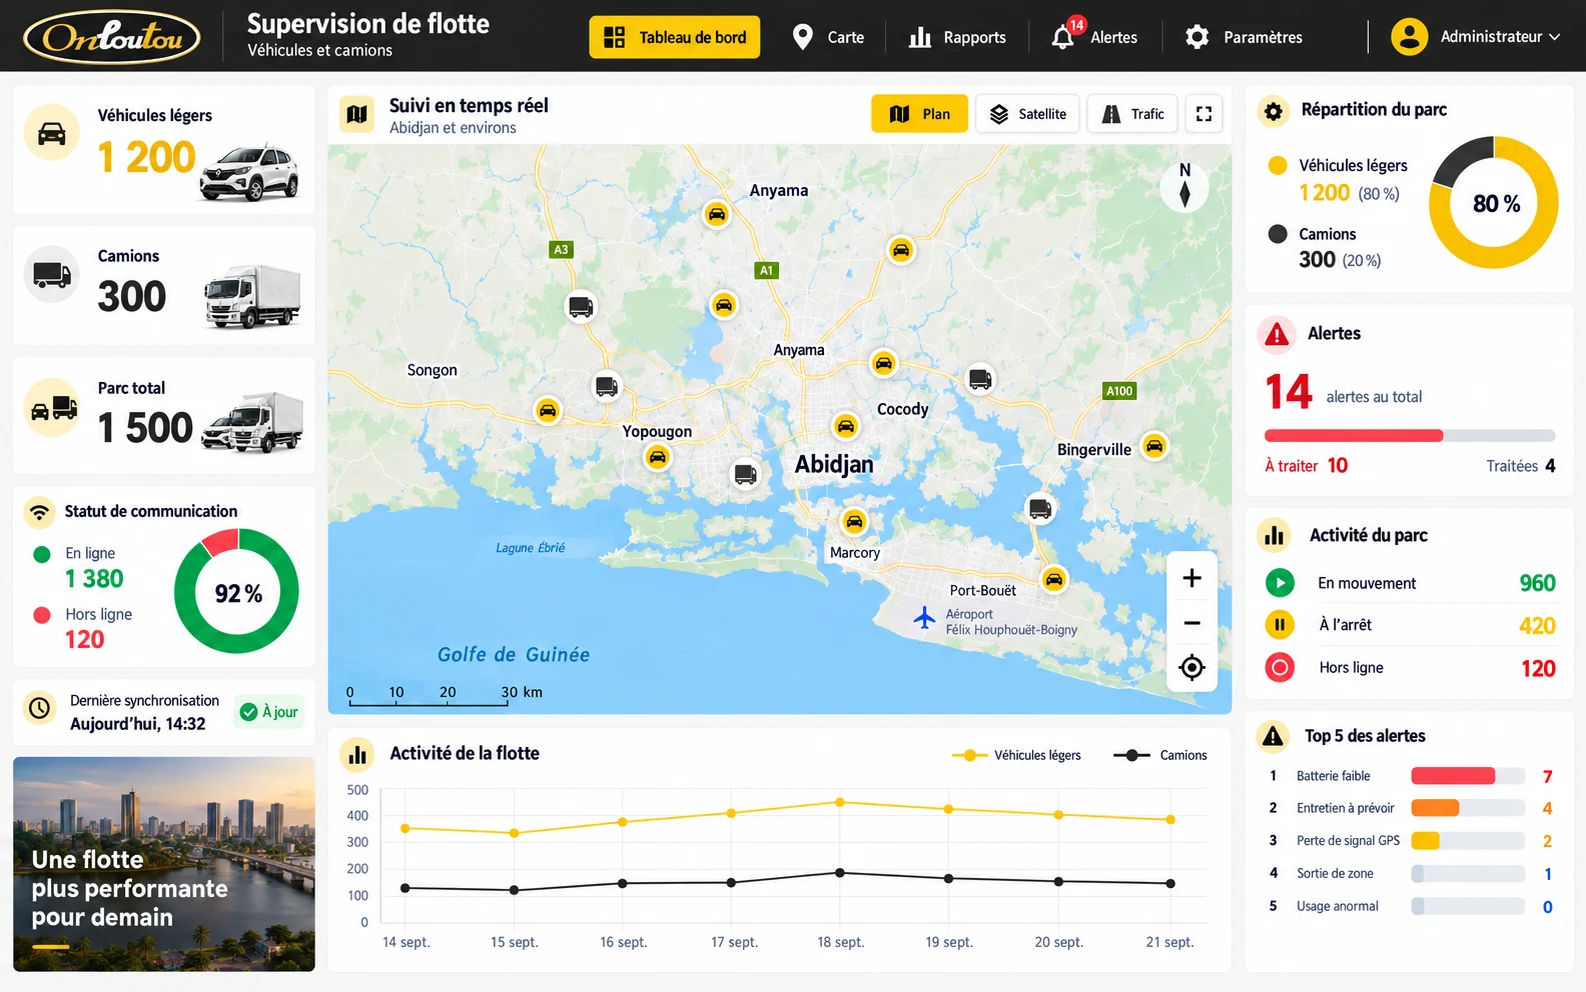 Onloutou
Supervision de flotte
Véhicules et camions
Tableau de bord
Carte
Rapports
14
Alertes
Paramètres
Administrateur
Véhicules légers
1 200
Camions
300
Parc total
1 500
Statut de communication
En ligne
1 380
Hors ligne
120
92 %
Dernière synchronisation
Aujourd’hui, 14:32
À jour
Une flotte
plus performante
pour demain
Suivi en temps réel
Abidjan et environs
Plan
Satellite
Trafic
N
Anyama
A3
A1
Anyama
Songon
A100
Cocody
Yopougon
Bingerville
Abidjan
Lagune Ébrié
Marcory
Port-Bouët
Aéroport
Félix Houphouët-Boigny
Golfe de Guinée
0 10 20 30 km
+
−
Activité de la flotte
Véhicules légers
Camions
500
400
300
200
100
0
14 sept. 15 sept. 16 sept. 17 sept. 18 sept. 19 sept. 20 sept. 21 sept.
Répartition du parc
Véhicules légers
1 200 (80 %)
Camions
300 (20 %)
80 %
Alertes
14 alertes au total
À traiter 10
Traitées 4
Activité du parc
En mouvement 960
À l’arrêt 420
Hors ligne 120
Top 5 des alertes
1 Batterie faible 7
2 Entretien à prévoir 4
3 Perte de signal GPS 2
4 Sortie de zone 1
5 Usage anormal 0